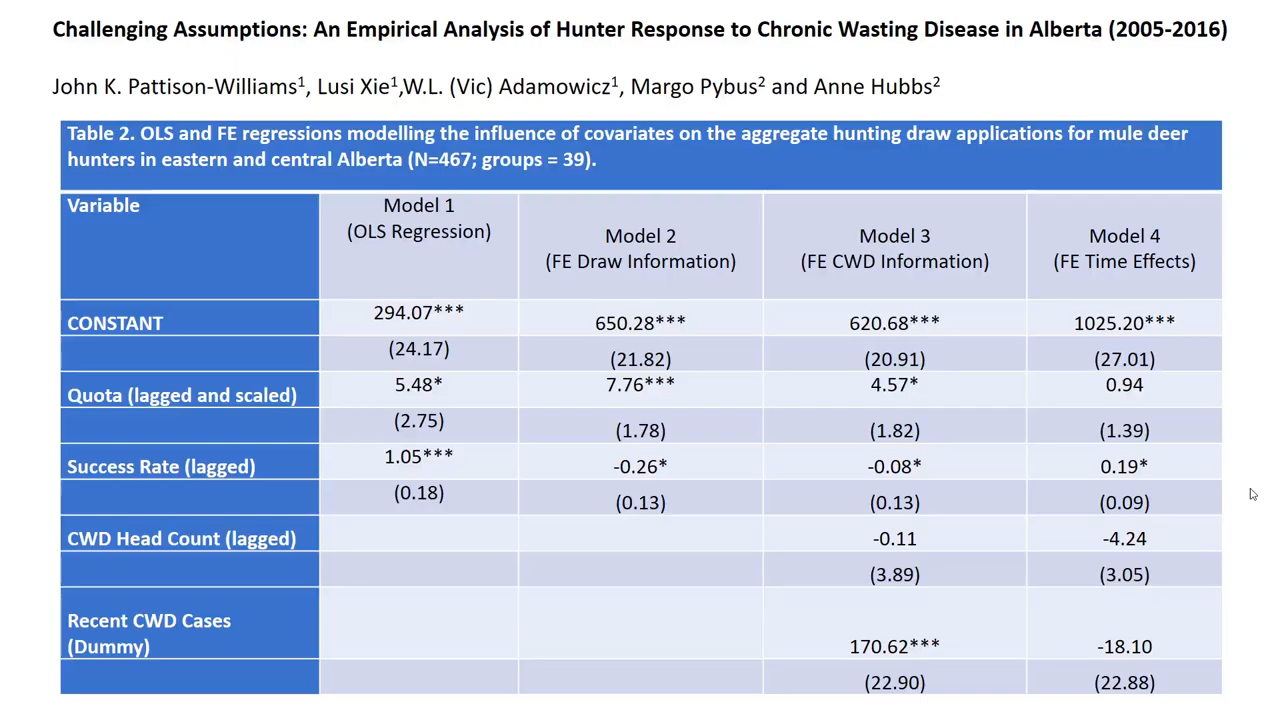 Challenging Assumptions: An Empirical Analysis of Hunter Response to Chronic Wasting Disease in Alberta (2005-2016)
John K. Pattison-Williams¹, Lusi Xie¹,W.L. (Vic) Adamowicz¹, Margo Pybus² and Anne Hubbs²
Table 2. OLS and FE regressions modelling the influence of covariates on the aggregate hunting draw applications for mule deer
hunters in eastern and central Alberta (N=467; groups = 39).
Variable
Model 1
(OLS Regression)
Model 2
(FE Draw Information)
Model 3
(FE CWD Information)
Model 4
(FE Time Effects)
CONSTANT 294.07*** 650.28*** 620.68*** 1025.20***
(24.17) (21.82) (20.91) (27.01)
Quota (lagged and scaled) 5.48* 7.76*** 4.57* 0.94
(2.75) (1.78) (1.82) (1.39)
Success Rate (lagged) 1.05*** -0.26* -0.08* 0.19*
(0.18) (0.13) (0.13) (0.09)
CWD Head Count (lagged) -0.11 -4.24
(3.89) (3.05)
Recent CWD Cases
(Dummy) 170.62*** -18.10
(22.90) (22.88)